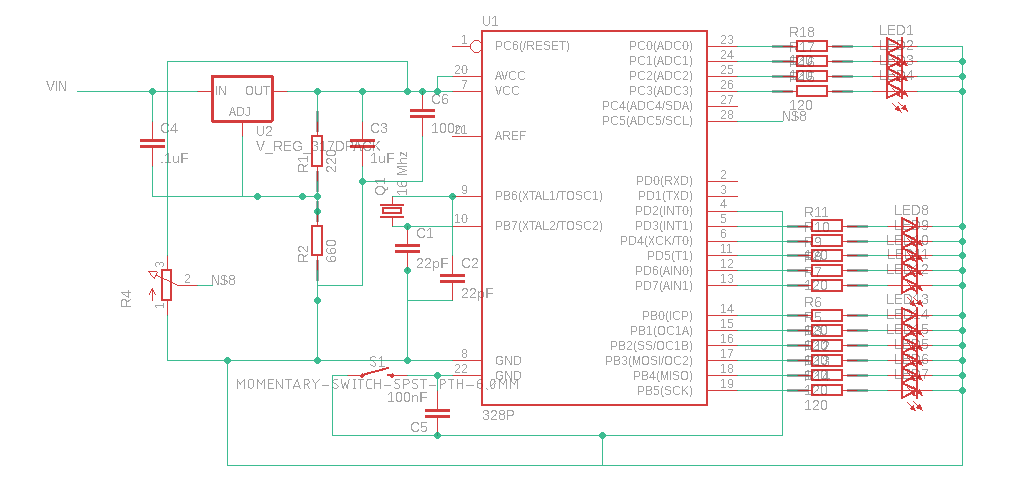 U1
VIN
IN
OUT
ADJ
U2
V_REG_317DPACK
C4
.1uF
R1
220
R2
660
C3
1uF
C6
Q1
16 Mhz
C1
22pF
C2
22pF
R4
3
2
1
N$8
S1
MOMENTARY-SWITCH-SPST-PTH-6.0MM
100nF
C5
1
PC6(/RESET)
20
AVCC
7
VCC
21
AREF
9
PB6(XTAL1/TOSC1)
10
PB7(XTAL2/TOSC2)
8
GND
22
GND
328P
PC0(ADC0)
23
PC1(ADC1)
24
PC2(ADC2)
25
PC3(ADC3)
26
PC4(ADC4/SDA)
27
PC5(ADC5/SCL)
28
N$8
PD0(RXD)
2
PD1(TXD)
3
PD2(INT0)
4
PD3(INT1)
5
PD4(XCK/T0)
6
PD5(T1)
11
PD6(AIN0)
12
PD7(AIN1)
13
PB0(ICP)
14
PB1(OC1A)
15
PB2(SS/OC1B)
16
PB3(MOSI/OC2)
17
PB4(MISO)
18
PB5(SCK)
19
R18
R17
120
LED1
R11
R10
R9
R7
120
LED8
R6
R5
120